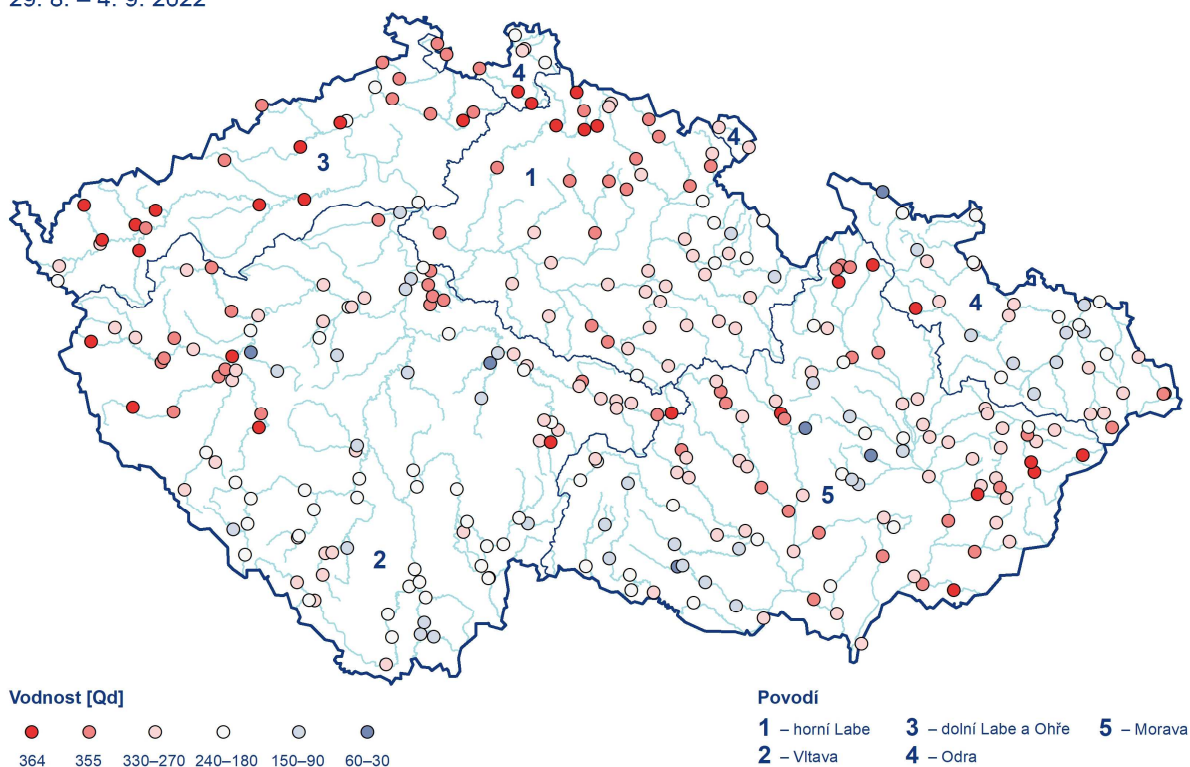 29. 8. – 4. 9. 2022
4
4
3
1
4
5
2
Vodnost [Qd]
364 355 330–270 240–180 150–90 60–30
Povodí
1 – horní Labe 3 – dolní Labe a Ohře 5 – Morava
2 – Vltava 4 – Odra